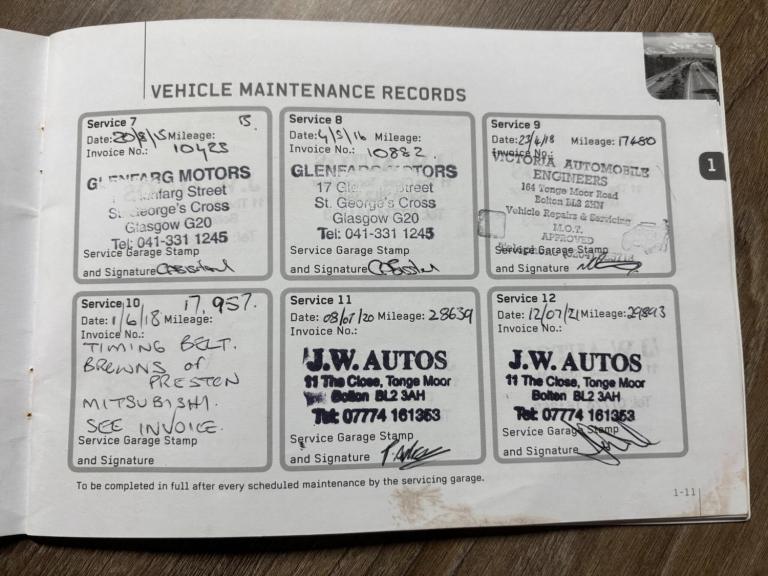 VEHICLE MAINTENANCE RECORDS
1
Service 7
Date: 20/8/15 Mileage:
Invoice No.: 10423
MOTORS
Street
St. George's Cross
Glasgow G20
Tel: 041-331 1245
Service Garage Stamp
and Signature
Service 8
Date: 4/5/16 Mileage:
Invoice No.: 10882.
GLENFARG MOTORS
17 Street
St. George's Cross
Glasgow G20
Tel: 041-331 1245
Service Garage Stamp
and Signature
Service 9
Date: 23/4/18 Mileage: 17480
Invoice No.:
VICTORIA AUTOMOBILE
ENGINEERS
164 Tonge Moor Road
Bolton BL2 2HN
Vehicle Repairs & Servicing
M.O.T.
APPROVED
Service Garage Stamp
and Signature
Service 10 17,957.
Date: 1/6/18 Mileage:
Invoice No.:
TIMING BELT.
BROWNS of
PRESTEN
MITSUBISHI.
SEE INVOICE.
Service Garage Stamp
and Signature
Service 11
Date: 08/07/20 Mileage: 28639
Invoice No.:
J.W. AUTOS
11 The Close, Tonge Moor
Bolton BL2 3AH
Tel: 07774 161353
Service Garage Stamp
and Signature
Service 12
Date: 12/07/21 Mileage: 29893
Invoice No.:
J.W. AUTOS
11 The Close, Tonge Moor
Bolton BL2 3AH
Tel: 07774 161353
Service Garage Stamp
and Signature
To be completed in full after every scheduled maintenance by the servicing garage.
1-11